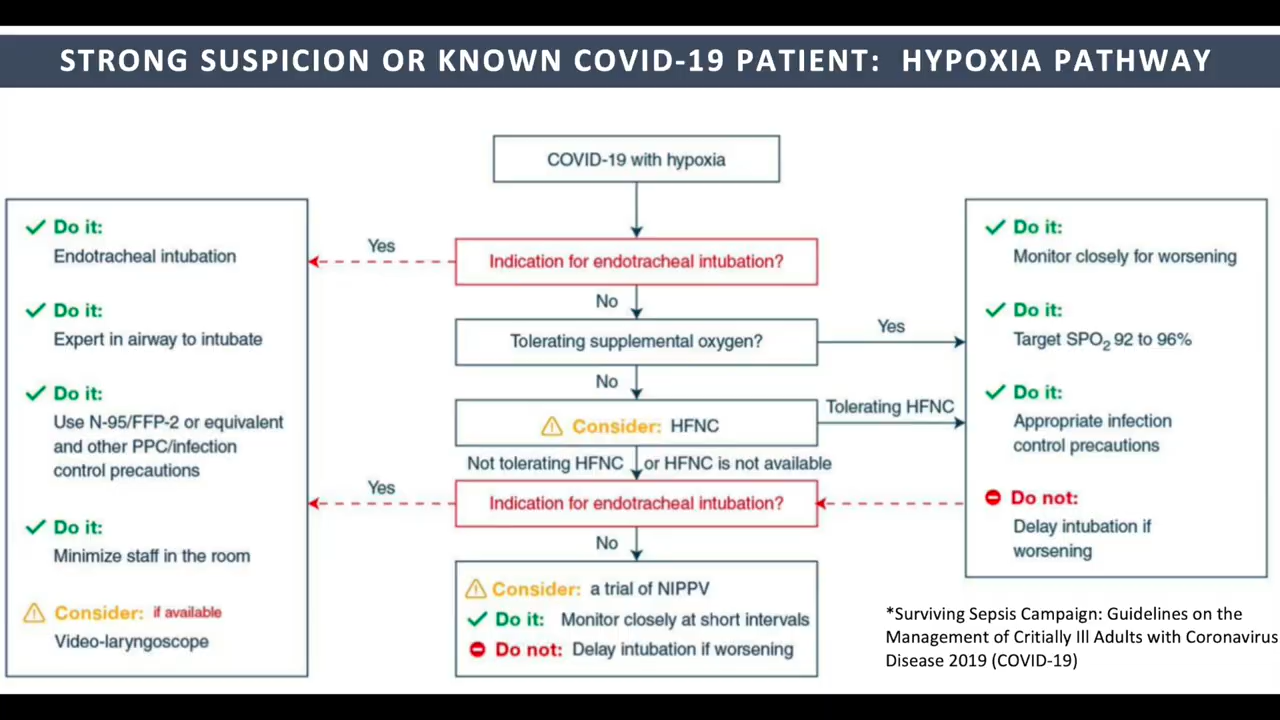 STRONG SUSPICION OR KNOWN COVID-19 PATIENT: HYPOXIA PATHWAY
COVID-19 with hypoxia
Do it:
Endotracheal intubation
Do it:
Expert in airway to intubate
Do it:
Use N-95/FFP-2 or equivalent
and other PPC/infection
control precautions
Do it:
Minimize staff in the room
Consider: if available
Video-laryngoscope
Yes
Indication for endotracheal intubation?
No
Tolerating supplemental oxygen?
Yes
No
Consider: HFNC
Tolerating HFNC
Not tolerating HFNC or HFNC is not available
Yes
Indication for endotracheal intubation?
No
Consider: a trial of NIPPV
Do it: Monitor closely at short intervals
Do not: Delay intubation if worsening
Do it:
Monitor closely for worsening
Do it:
Target SPO2 92 to 96%
Do it:
Appropriate infection
control precautions
Do not:
Delay intubation if
worsening
*Surviving Sepsis Campaign: Guidelines on the
Management of Critially Ill Adults with Coronavirus
Disease 2019 (COVID-19)